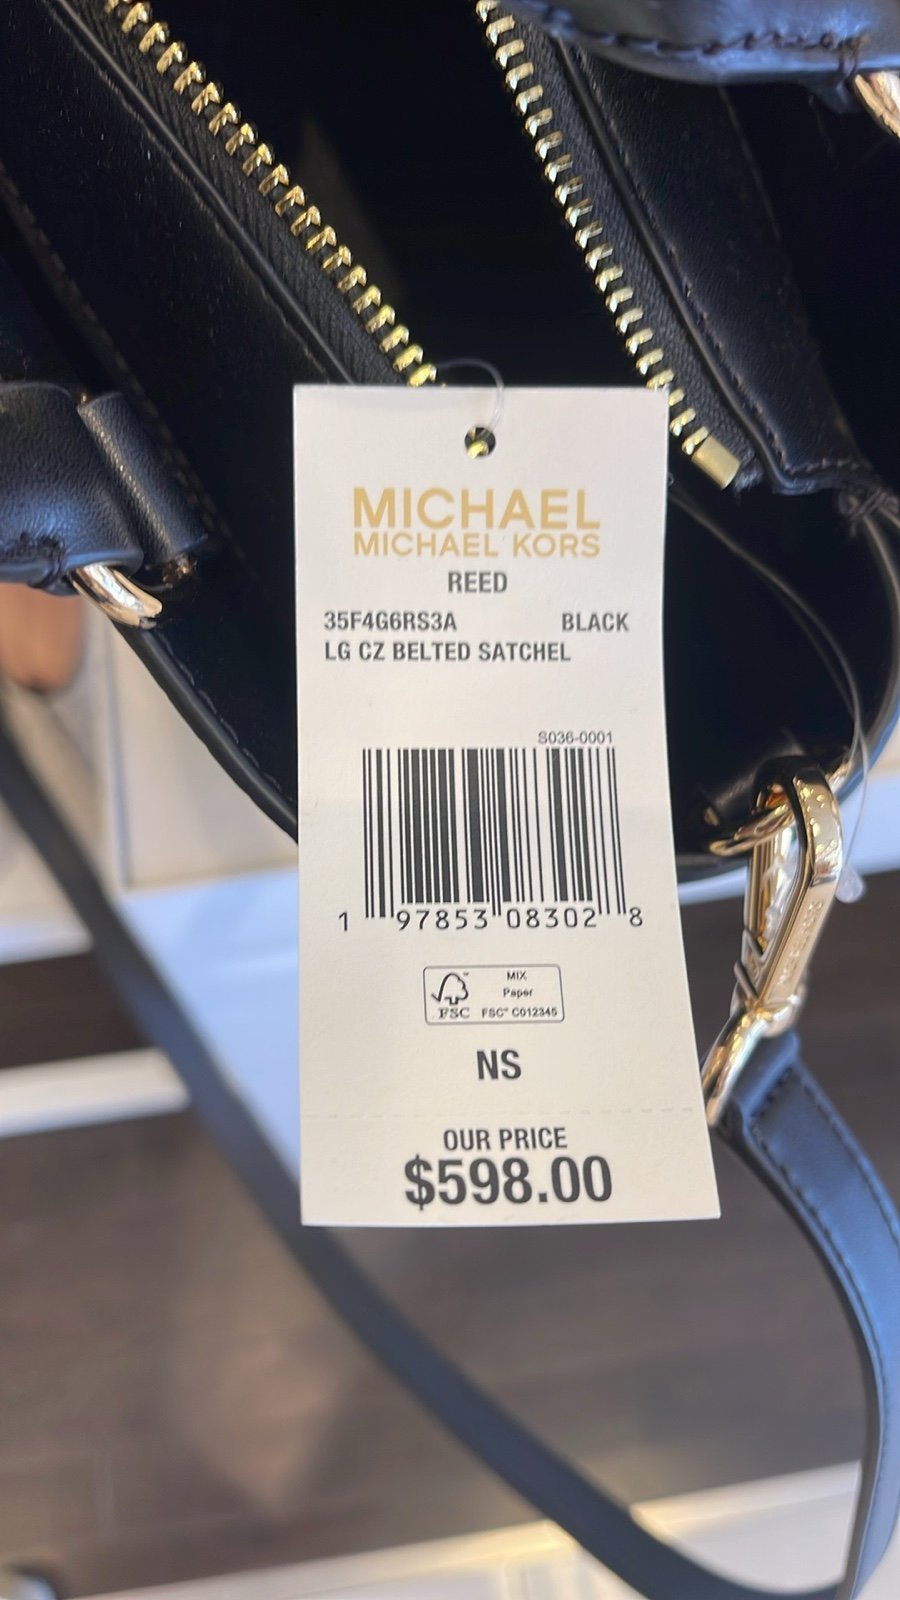 MICHAEL
MICHAEL KORS
REED
35F4G6RS3A BLACK
LG CZ BELTED SATCHEL
S036-0001
1 97853 08302 8
FSC
MIX
Paper
FSC™ C012345
NS
OUR PRICE
$598.00